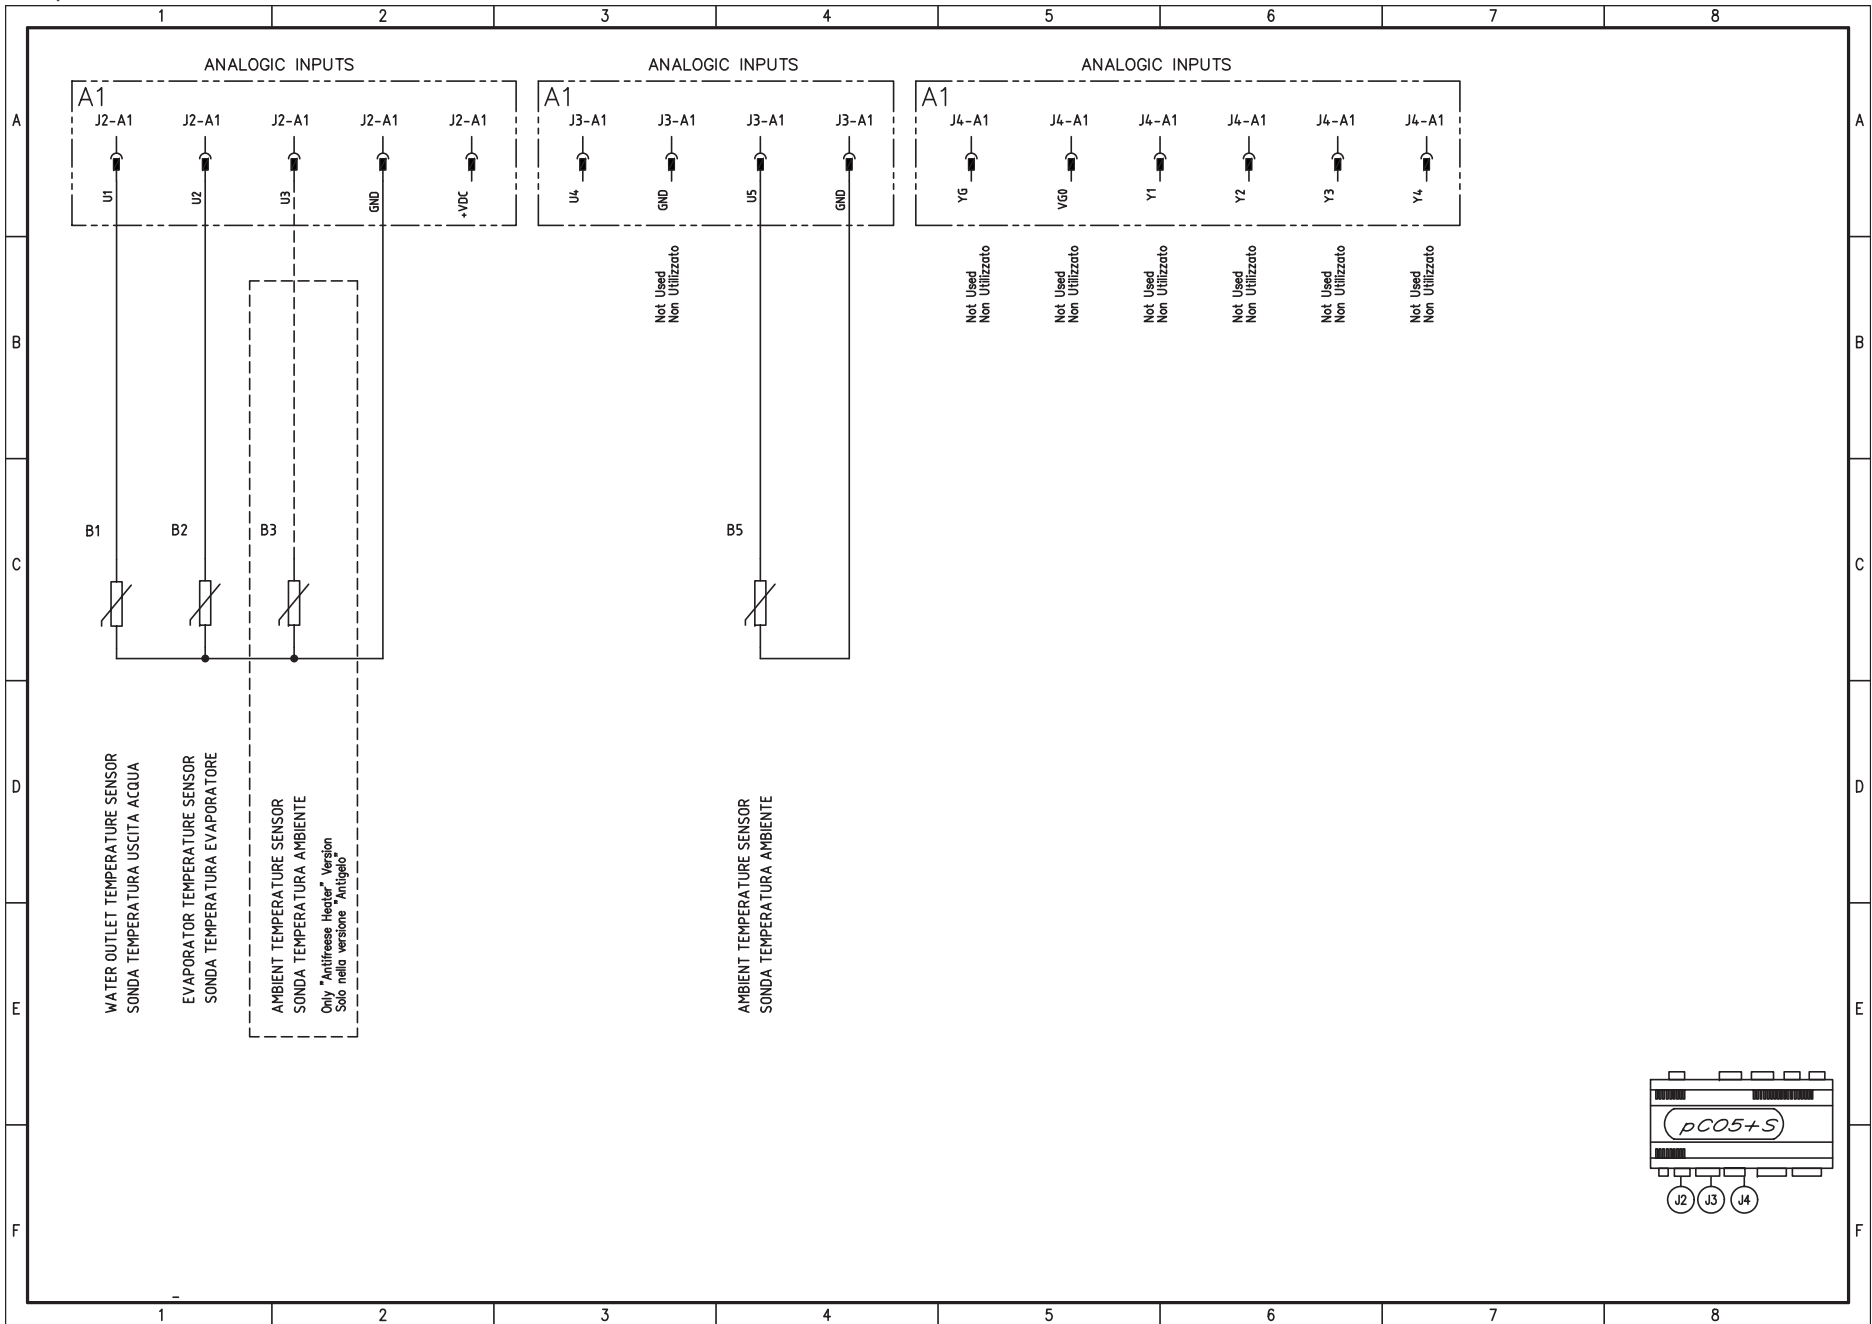 1 2 3 4 5 6 7 8
ANALOGIC INPUTS ANALOGIC INPUTS ANALOGIC INPUTS
A1 A1 A1
A J2-A1 J2-A1 J2-A1 J2-A1 J2-A1 J3-A1 J3-A1 J3-A1 J3-A1 J4-A1 J4-A1 J4-A1 J4-A1 J4-A1 J4-A1 A
U1 U2 U3 GND +VDC U4 GND U5 GND YG VG0 Y1 Y2 Y3 Y4
Not Used
Non Utilizzato
Not Used
Non Utilizzato
Not Used
Non Utilizzato
Not Used
Non Utilizzato
Not Used
Non Utilizzato
Not Used
Non Utilizzato
Not Used
Non Utilizzato
B B
B1 B2 B3 B5
C C
WATER OUTLET TEMPERATURE SENSOR
SONDA TEMPERATURA USCITA ACQUA
EVAPORATOR TEMPERATURE SENSOR
SONDA TEMPERATURA EVAPORATORE
AMBIENT TEMPERATURE SENSOR
SONDA TEMPERATURA AMBIENTE
Only "Antifreese Heater" Version
Solo nella versione "Antigelo"
AMBIENT TEMPERATURE SENSOR
SONDA TEMPERATURA AMBIENTE
D D
E E
pCO5+S
J2 J3 J4
F F
1 2 3 4 5 6 7 8